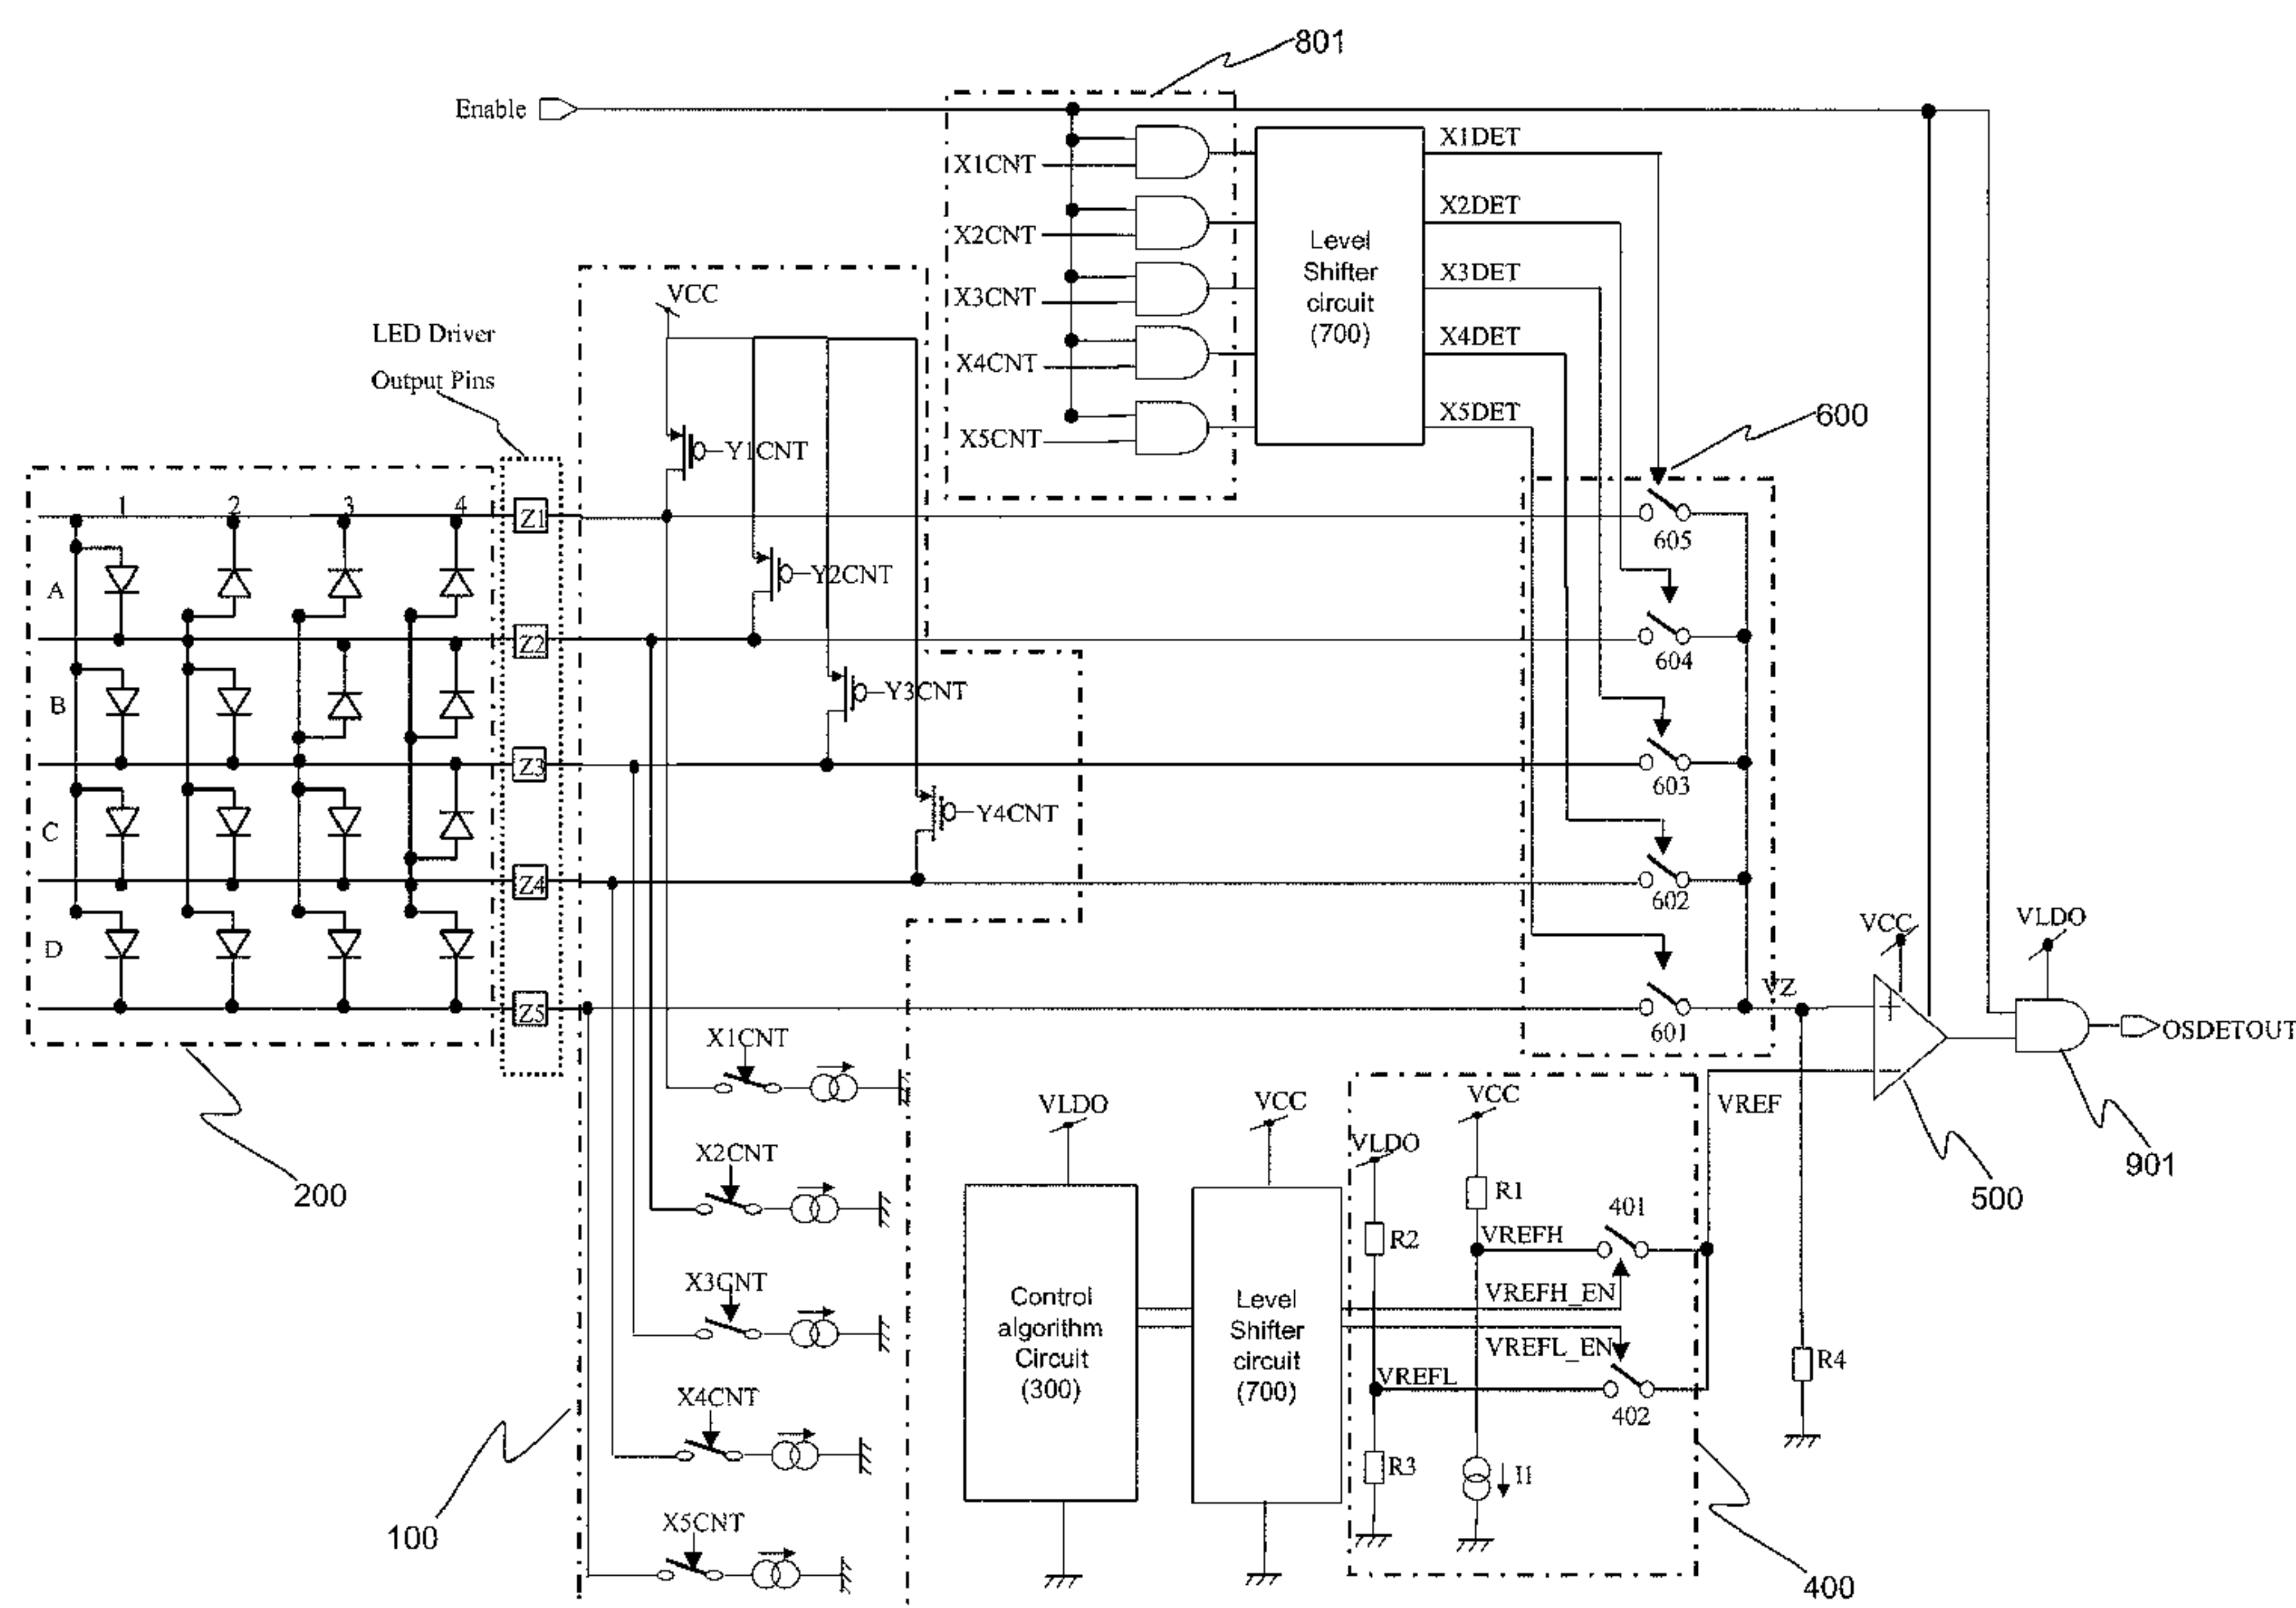 801
Enable
X1CNT
X2CNT
X3CNT
X4CNT
X5CNT
Level
Shifter
circuit
(700)
X1DET
X2DET
X3DET
X4DET
X5DET
600
VCC
LED Driver
Output Pins
Y1CNT
Y2CNT
Y3CNT
Y4CNT
1
2
3
4
A
B
C
D
Z1
Z2
Z3
Z4
Z5
605
604
603
602
601
VZ
VCC
VLDO
+
OSDETOUT
200
X1CNT
X2CNT
X3CNT
X4CNT
X5CNT
100
VLDO
Control
algorithm
Circuit
(300)
VCC
Level
Shifter
circuit
(700)
VLDO
VCC
R1
R2
R3
VREFH
VREFH_EN
VREFL_EN
VREFL
401
402
I1
VREF
R4
500
901
400